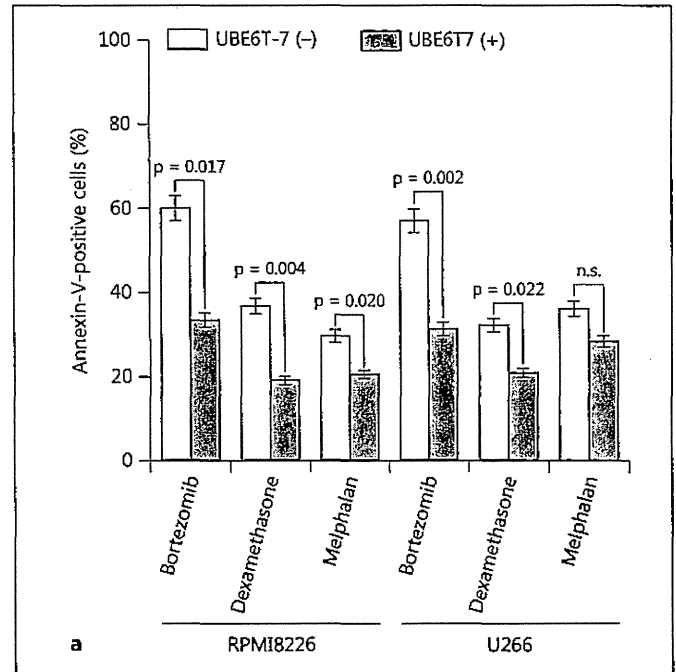 100
UBE6T-7 (–)
UBE6T7 (+)
80
60
40
20
0
Annexin-V-positive cells (%)
p = 0.017
p = 0.004
p = 0.020
p = 0.002
p = 0.022
n.s.
Bortezomib
Dexamethasone
Melphalan
Bortezomib
Dexamethasone
Melphalan
a
RPMI8226
U266